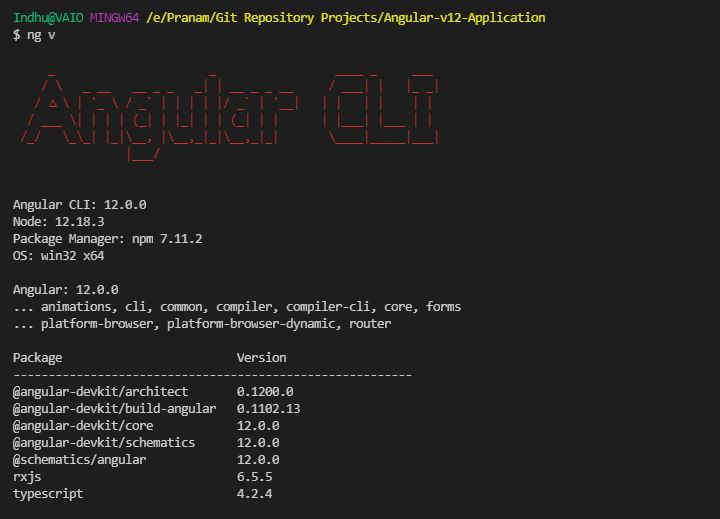 Indhu@VAIO MINGW64 /e/Pranam/Git Repository Projects/Angular-v12-Application
$ ng v
Angular CLI
Angular CLI: 12.0.0
Node: 12.18.3
Package Manager: npm 7.11.2
OS: win32 x64
Angular: 12.0.0
... animations, cli, common, compiler, compiler-cli, core, forms
... platform-browser, platform-browser-dynamic, router
Package                      Version
---------------------------------------------------------
@angular-devkit/architect    0.1200.0
@angular-devkit/build-angular   0.1102.13
@angular-devkit/core         12.0.0
@angular-devkit/schematics   12.0.0
@schematics/angular          12.0.0
rxjs                         6.5.5
typescript                   4.2.4